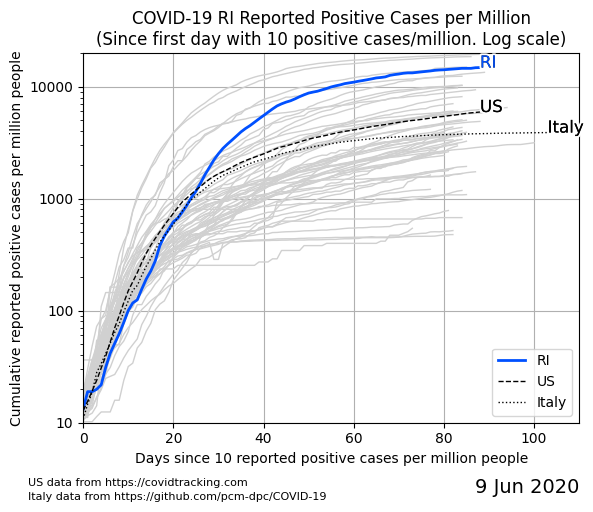 COVID-19 RI Reported Positive Cases per Million
(Since first day with 10 positive cases/million. Log scale)
Cumulative reported positive cases per million people
10000
1000
100
10
RI
US
Italy
RI
US
Italy
0
20
40
60
80
100
Days since 10 reported positive cases per million people
US data from https://covidtracking.com
Italy data from https://github.com/pcm-dpc/COVID-19
9 Jun 2020